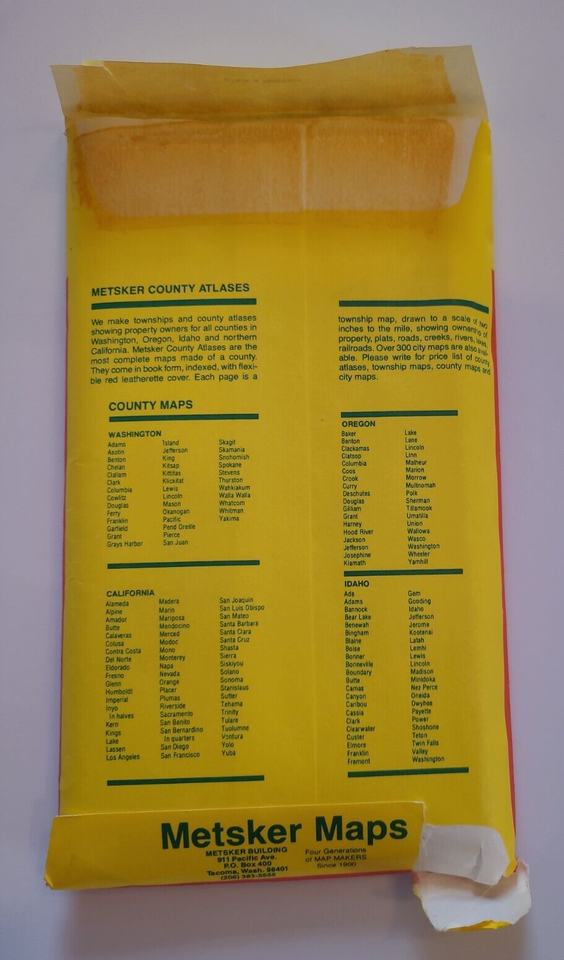 METSKER COUNTY ATLASES
We make townships and county atlases
showing property owners for all counties in
Washington, Oregon, Idaho and northern
California. Metsker County Atlases are the
most complete maps made of a county.
They come in book form, indexed, with flexi-
ble red leatherette cover. Each page is a
township map, drawn to a scale of two
inches to the mile, showing ownership of
property, plats, roads, creeks, rivers, lakes,
railroads. Over 300 city maps are also avail-
able. Please write for price list of county
atlases, township maps, county maps and
city maps.
COUNTY MAPS
WASHINGTON
Adams
Asotin
Benton
Chelan
Clallam
Clark
Columbia
Cowlitz
Douglas
Ferry
Franklin
Garfield
Grant
Grays Harbor
Island
Jefferson
King
Kitsap
Kittitas
Klickitat
Lewis
Lincoln
Mason
Okanogan
Pacific
Pend Oreille
Pierce
San Juan
Skagit
Skamania
Snohomish
Spokane
Stevens
Thurston
Wahkiakum
Walla Walla
Whatcom
Whitman
Yakima
CALIFORNIA
Alameda
Alpine
Amador
Butte
Calaveras
Colusa
Contra Costa
Del Norte
Eldorado
Fresno
Glenn
Humboldt
Imperial
Inyo
In halves
Kern
Kings
Lake
Lassen
Los Angeles
Madera
Marin
Mariposa
Mendocino
Merced
Modoc
Mono
Monterey
Napa
Nevada
Orange
Placer
Plumas
Riverside
Sacramento
San Benito
San Bernardino
In quarters
San Diego
San Francisco
San Joaquin
San Luis Obispo
San Mateo
Santa Barbara
Santa Clara
Santa Cruz
Shasta
Sierra
Siskiyou
Solano
Sonoma
Stanislaus
Sutter
Tehama
Trinity
Tulare
Tuolumne
Ventura
Yolo
Yuba
OREGON
Baker
Benton
Clackamas
Clatsop
Columbia
Coos
Crook
Curry
Deschutes
Douglas
Gilliam
Grant
Harney
Hood River
Jackson
Jefferson
Josephine
Klamath
Lake
Lane
Lincoln
Linn
Malheur
Marion
Morrow
Multnomah
Polk
Sherman
Tillamook
Umatilla
Union
Wallowa
Wasco
Washington
Wheeler
Yamhill
IDAHO
Ada
Adams
Bannock
Bear Lake
Benewah
Bingham
Blaine
Boise
Bonner
Bonneville
Boundary
Butte
Camas
Canyon
Caribou
Cassia
Clark
Clearwater
Custer
Elmore
Franklin
Fremont
Gem
Gooding
Idaho
Jefferson
Jerome
Kootenai
Latah
Lemhi
Lewis
Lincoln
Madison
Minidoka
Nez Perce
Oneida
Owyhee
Payette
Power
Shoshone
Teton
Twin Falls
Valley
Washington
Metsker Maps
METSKER BUILDING
911 Pacific Ave.
P.O. Box 400
Tacoma, Wash. 98401
(206) 383-
Four Generations
of MAP MAKERS
Since 1900